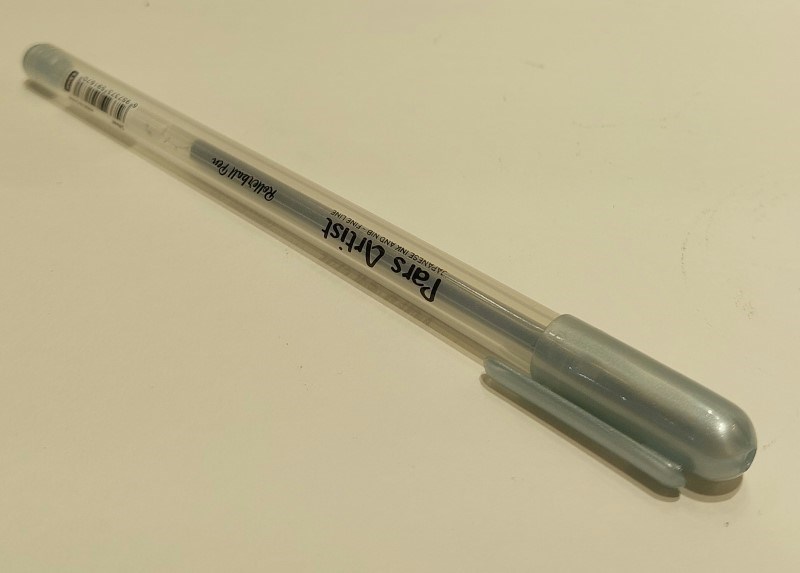 Pars Artist
JAPANESE INK AND NIB - FINE LINE
Rollerball Pen